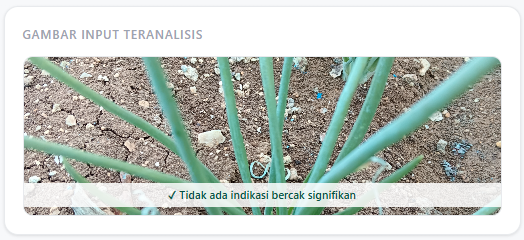 GAMBAR INPUT TERANALISIS
✓ Tidak ada indikasi bercak signifikan